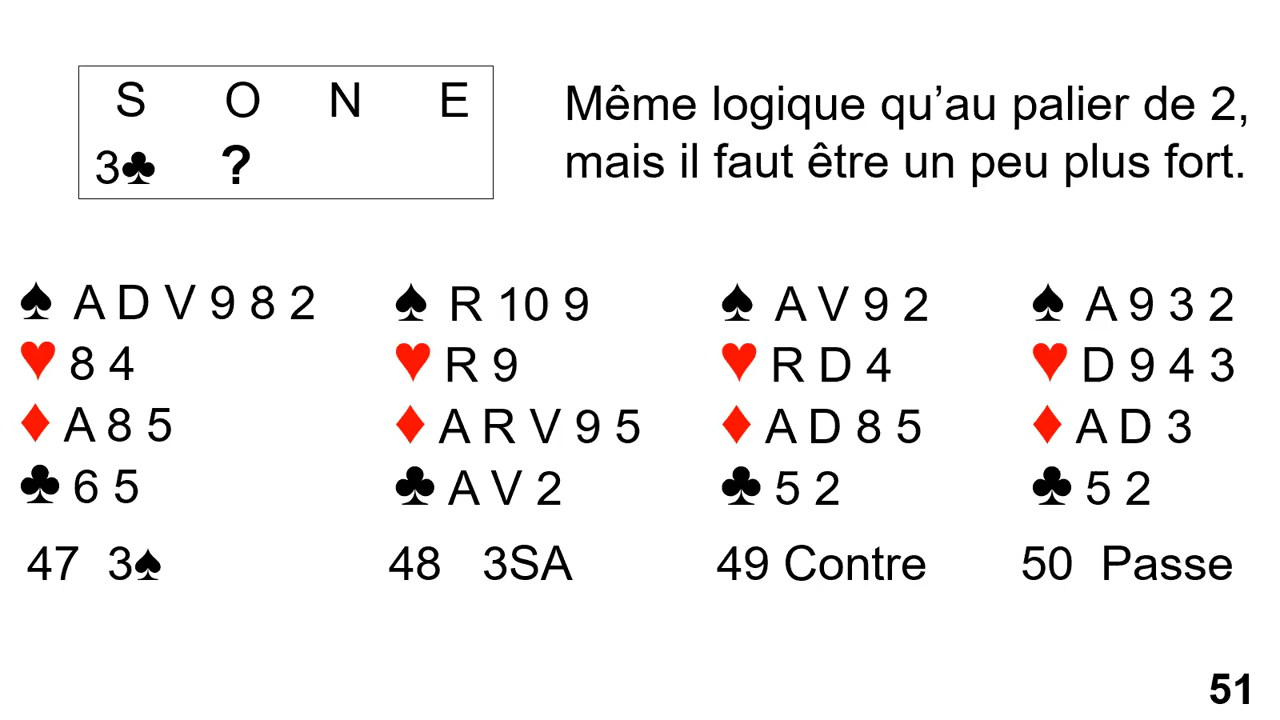 S O N E
3♣ ?
Même logique qu’au palier de 2,
mais il faut être un peu plus fort.
♠ A D V 9 8 2
♥ 8 4
♦ A 8 5
♣ 6 5
47 3♠
♠ R 10 9
♥ R 9
♦ A R V 9 5
♣ A V 2
48 3SA
♠ A V 9 2
♥ R D 4
♦ A D 8 5
♣ 5 2
49 Contre
♠ A 9 3 2
♥ D 9 4 3
♦ A D 3
♣ 5 2
50 Passe
51